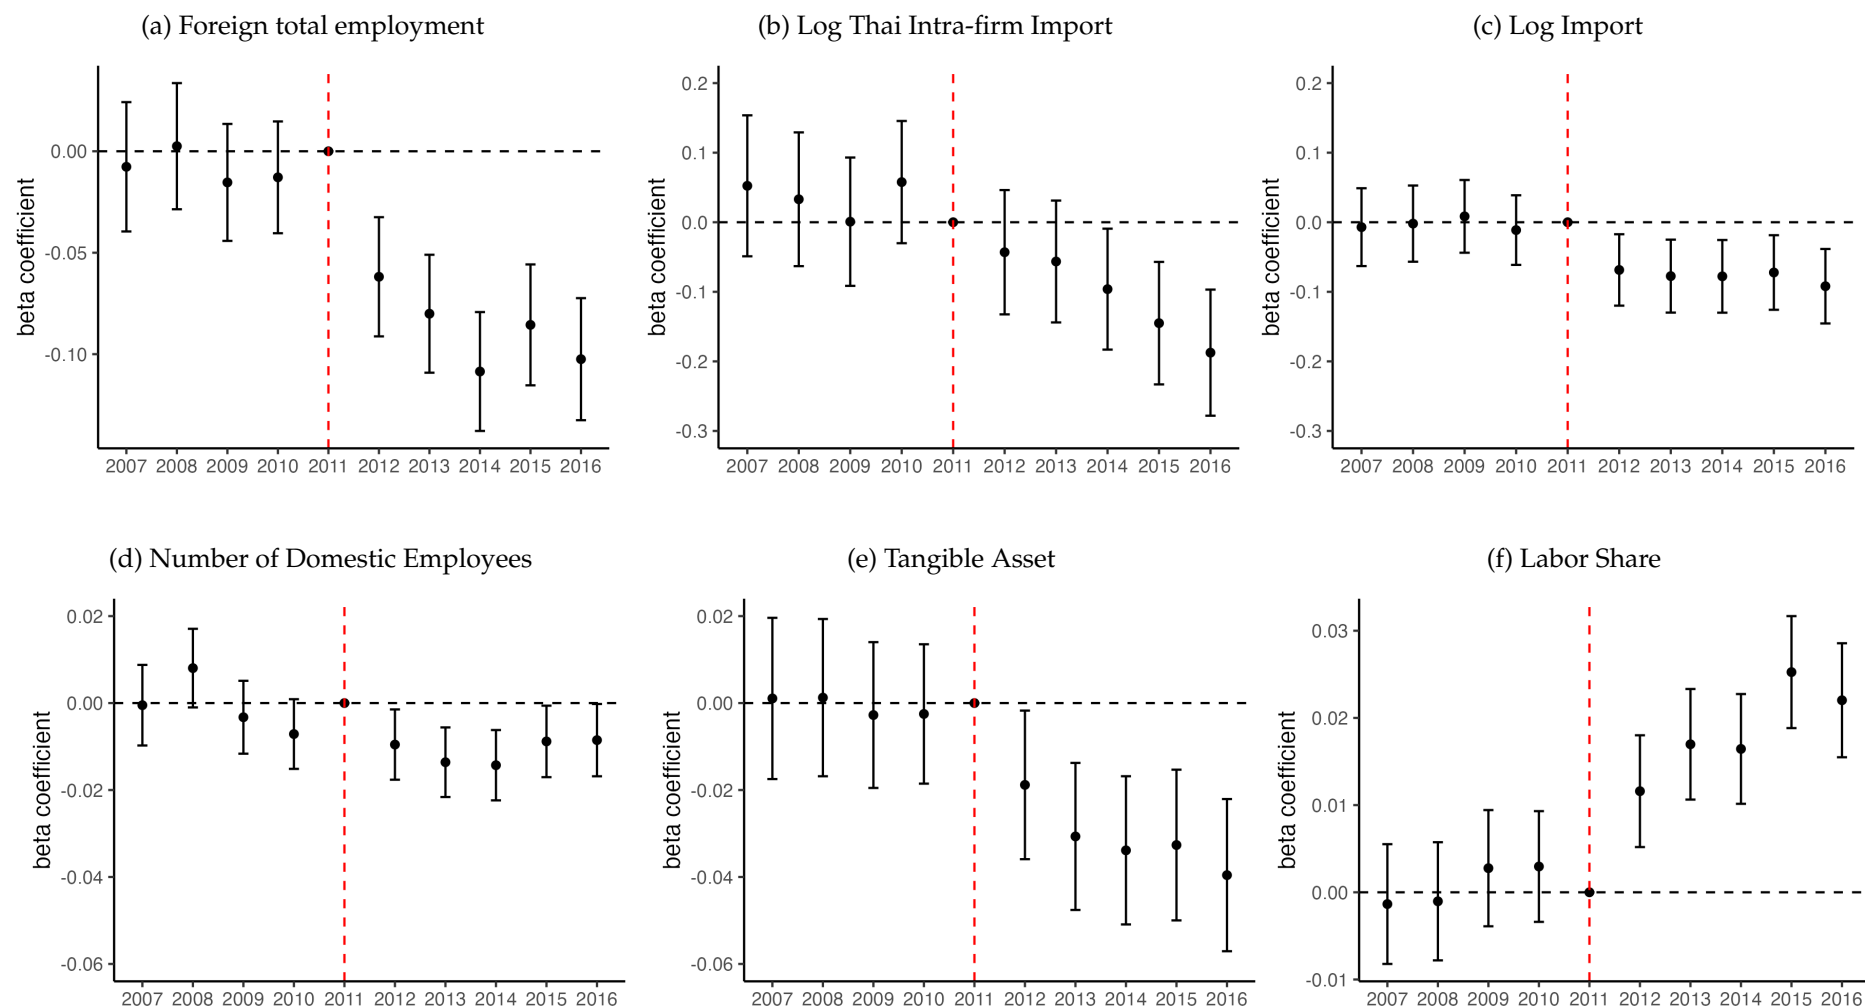 (a) Foreign total employment
0.00
-0.05
-0.10
beta coefficient
2007 2008 2009 2010 2011 2012 2013 2014 2015 2016
(b) Log Thai Intra-firm Import
0.2
0.1
0.0
-0.1
-0.2
-0.3
beta coefficient
2007 2008 2009 2010 2011 2012 2013 2014 2015 2016
(c) Log Import
0.2
0.1
0.0
-0.1
-0.2
-0.3
beta coefficient
2007 2008 2009 2010 2011 2012 2013 2014 2015 2016
(d) Number of Domestic Employees
0.02
0.00
-0.02
-0.04
-0.06
beta coefficient
2007 2008 2009 2010 2011 2012 2013 2014 2015 2016
(e) Tangible Asset
0.02
0.00
-0.02
-0.04
-0.06
beta coefficient
2007 2008 2009 2010 2011 2012 2013 2014 2015 2016
(f) Labor Share
0.03
0.02
0.01
0.00
-0.01
beta coefficient
2007 2008 2009 2010 2011 2012 2013 2014 2015 2016